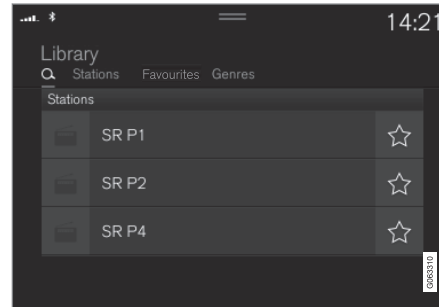 14:21
Library
Stations Favourites Genres
Stations
SR P1
SR P2
SR P4
G063310